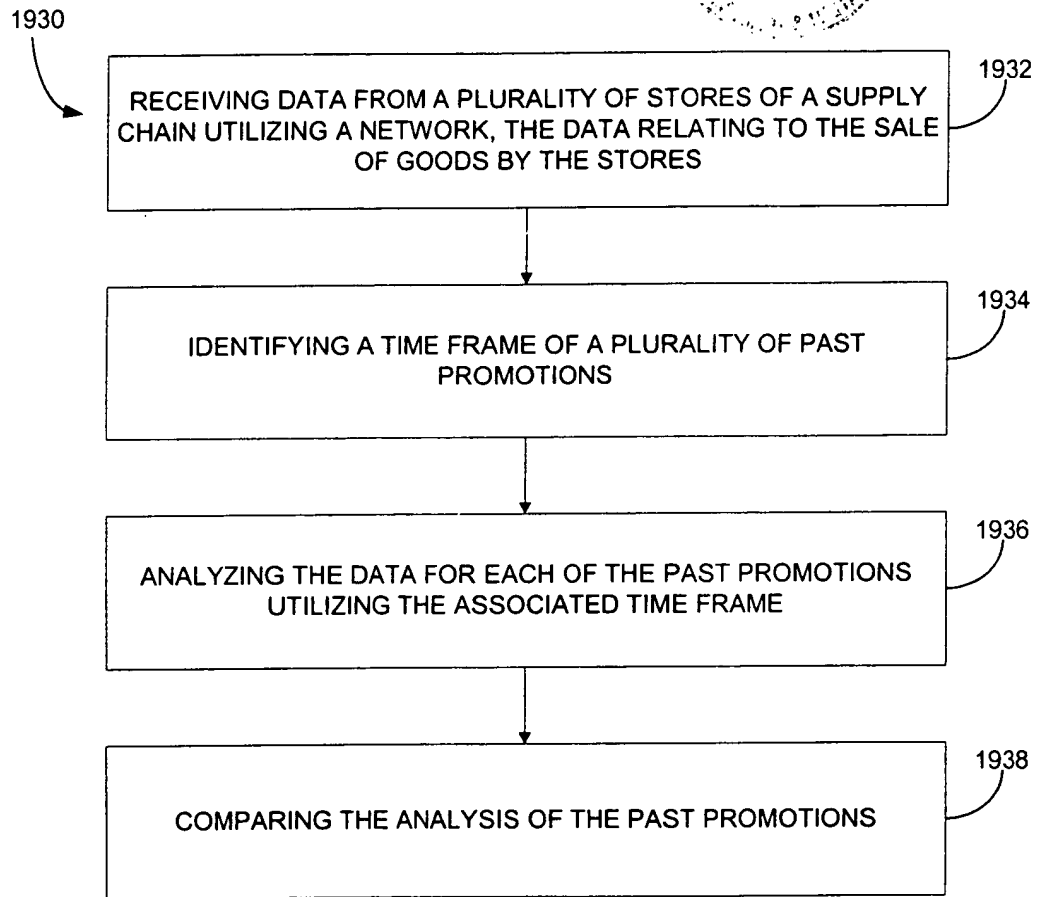 1930
1932
RECEIVING DATA FROM A PLURALITY OF STORES OF A SUPPLY
CHAIN UTILIZING A NETWORK, THE DATA RELATING TO THE SALE
OF GOODS BY THE STORES
1934
IDENTIFYING A TIME FRAME OF A PLURALITY OF PAST
PROMOTIONS
1936
ANALYZING THE DATA FOR EACH OF THE PAST PROMOTIONS
UTILIZING THE ASSOCIATED TIME FRAME
1938
COMPARING THE ANALYSIS OF THE PAST PROMOTIONS